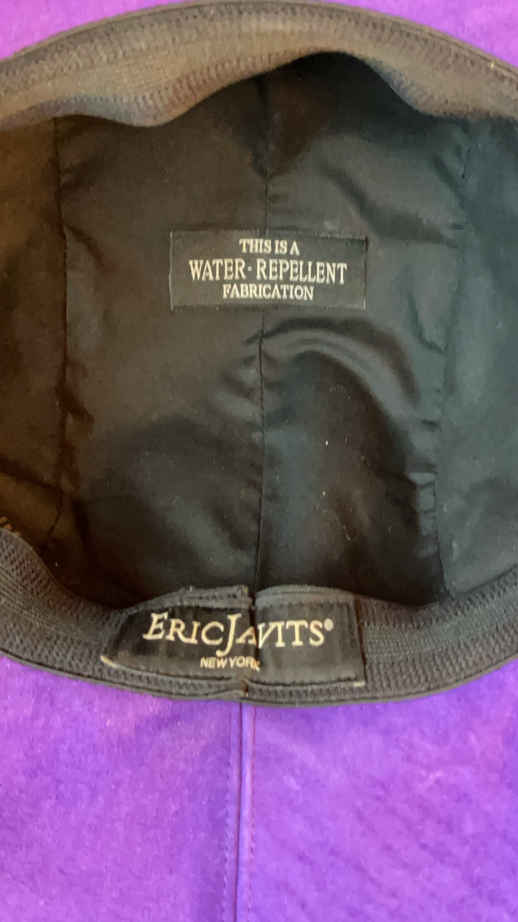 THIS IS A
WATER·REPELLENT
FABRICATION
ERIC JAVITS®
NEW YORK